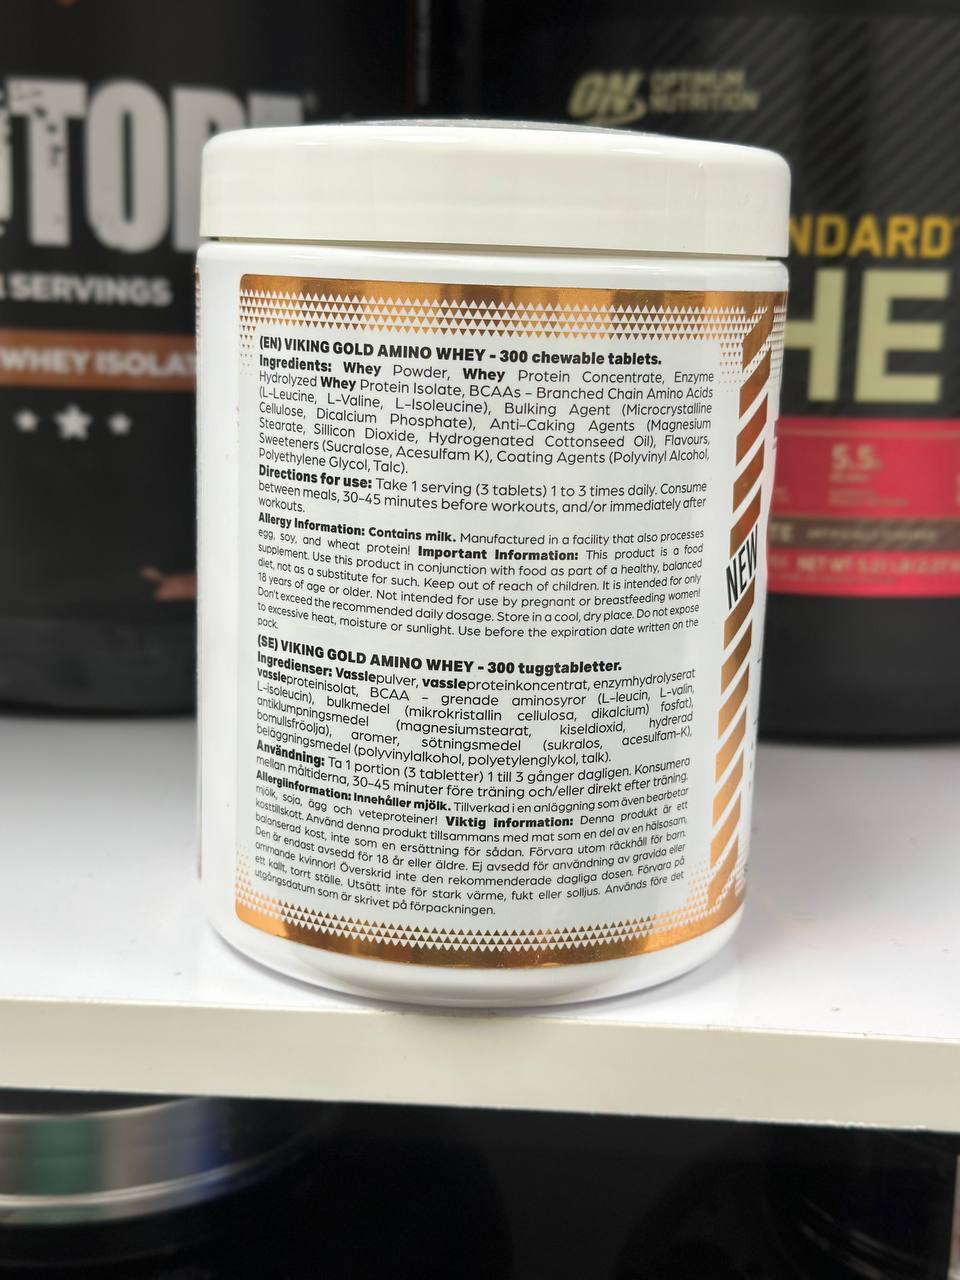 ON OPTIMUM
NUTRITION
SERVINGS
WHEY
NDARD
HE
5.5
NET WT 5.01 LB
NEW
(EN) VIKING GOLD AMINO WHEY - 300 chewable tablets.
Ingredients: Whey Powder, Whey Protein Concentrate, Enzyme
Hydrolyzed Whey Protein Isolate, BCAAs - Branched Chain Amino Acids
(L-Leucine, L-Valine, L-Isoleucine), Bulking Agent (Microcrystalline
Cellulose, Dicalcium Phosphate), Anti-Caking Agents (Magnesium
Stearate, Sillicon Dioxide, Hydrogenated Cottonseed Oil), Flavours,
Sweeteners (Sucralose, Acesulfam K), Coating Agents (Polyvinyl Alcohol,
Polyethylene Glycol, Talc).
Directions for use: Take 1 serving (3 tablets) 1 to 3 times daily. Consume
between meals, 30-45 minutes before workouts, and/or immediately after
workouts.
Allergy Information: Contains milk. Manufactured in a facility that also processes
egg, soy, and wheat protein! Important Information: This product is a food
supplement. Use this product in conjunction with food as part of a healthy, balanced
diet, not as a substitute for such. Keep out of reach of children. It is intended for only
18 years of age or older. Not intended for use by pregnant or breastfeeding women!
Don't exceed the recommended daily dosage. Store in a cool, dry place. Do not expose
to excessive heat, moisture or sunlight. Use before the expiration date written on the
pack.
(SE) VIKING GOLD AMINO WHEY - 300 tuggtabletter.
Ingredienser: Vasslepulver, vassleproteinkoncentrat, enzymhydrolyserat
vassleproteinisolat, BCAA - grenade aminosyror (L-leucin, L-valin,
L-isoleucin), bulkmedel (mikrokristallin cellulosa, dikalcium) fosfat),
antiklumpningsmedel (magnesiumstearat, kiseldioxid, hydrerad
bomullsfröolja), aromer, sötningsmedel (sukralos, acesulfam-K),
beläggningsmedel (polyvinylalkohol, polyetylenglykol, talk).
Användning: Ta 1 portion (3 tabletter) 1 till 3 gånger dagligen. Konsumera
mellan måltiderna, 30-45 minuter före träning och/eller direkt efter träning.
Allerglinformation: Innehåller mjölk. Tillverkad i en anläggning som även bearbetar
mjölk, soja, ägg och veteproteiner! Viktig information: Denna produkt är ett
kosttillskott. Använd denna produkt tillsammans med mat som en del av en hälsosam,
balanserad kost, inte som en ersättning för sådan. Förvara utom räckhåll för barn.
Den är endast avsedd för 18 år eller äldre. Ej avsedd för användning av gravida eller
ammande kvinnor! Överskrid inte den rekommenderade dagliga dosen. Förvara på
ett kallt, torrt ställe. Utsätt inte för stark värme, fukt eller solljus. Används före det
utgångsdatum som är skrivet på förpackningen.